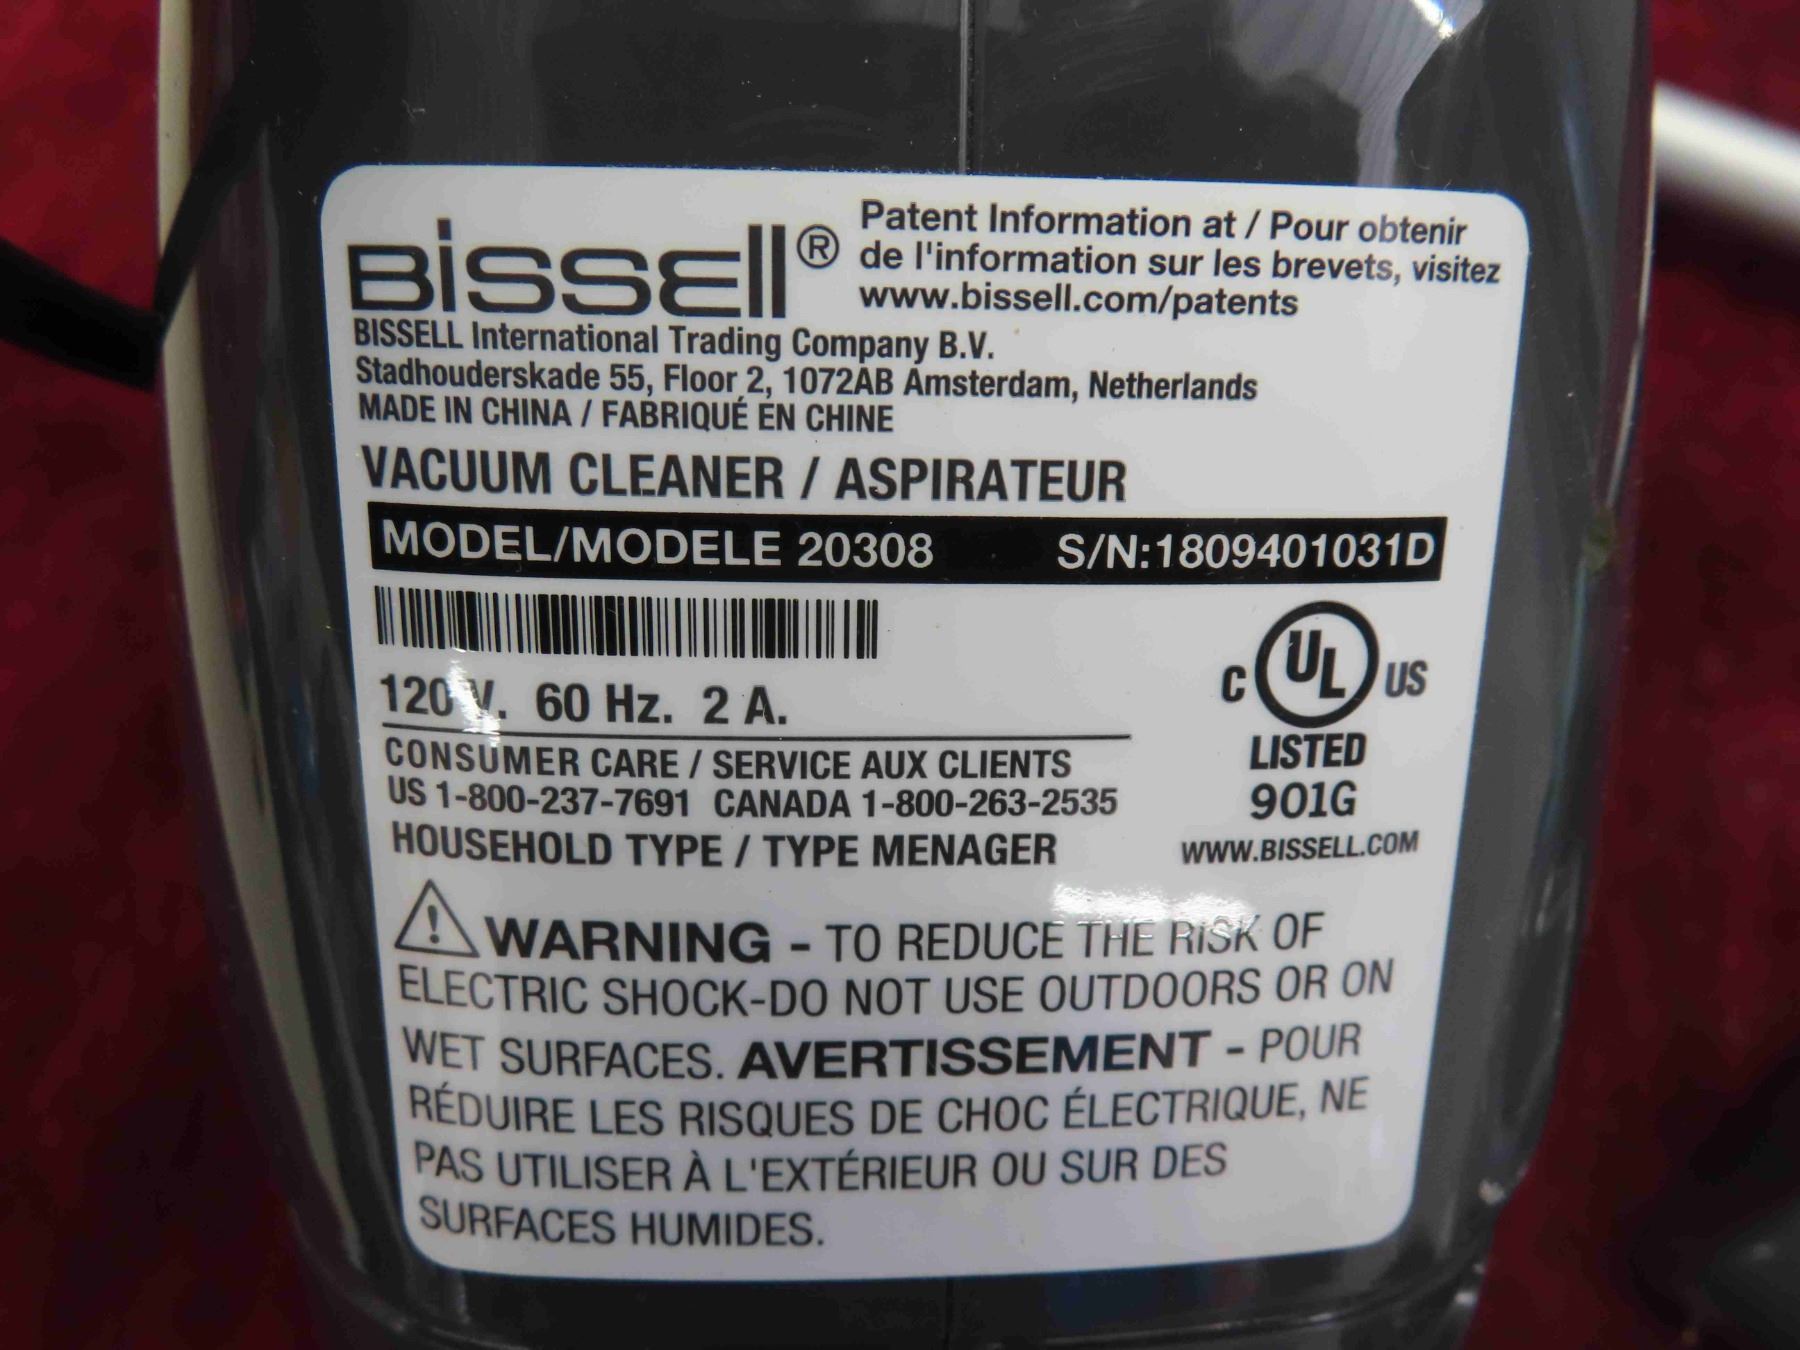 BISSELL®
Patent Information at / Pour obtenir
de l'information sur les brevets, visitez
www.bissell.com/patents
BISSELL International Trading Company B.V.
Stadhouderskade 55, Floor 2, 1072AB Amsterdam, Netherlands
MADE IN CHINA / FABRIQUÉ EN CHINE
VACUUM CLEANER / ASPIRATEUR
MODEL/MODELE 20308 S/N:1809401031D
120 V. 60 Hz. 2 A.
C UL US
LISTED
901G
CONSUMER CARE / SERVICE AUX CLIENTS
US 1-800-237-7691 CANADA 1-800-263-2535
HOUSEHOLD TYPE / TYPE MENAGER
WWW.BISSELL.COM
WARNING - TO REDUCE THE RISK OF
ELECTRIC SHOCK-DO NOT USE OUTDOORS OR ON
WET SURFACES. AVERTISSEMENT - POUR
RÉDUIRE LES RISQUES DE CHOC ÉLECTRIQUE, NE
PAS UTILISER À L'EXTÉRIEUR OU SUR DES
SURFACES HUMIDES.